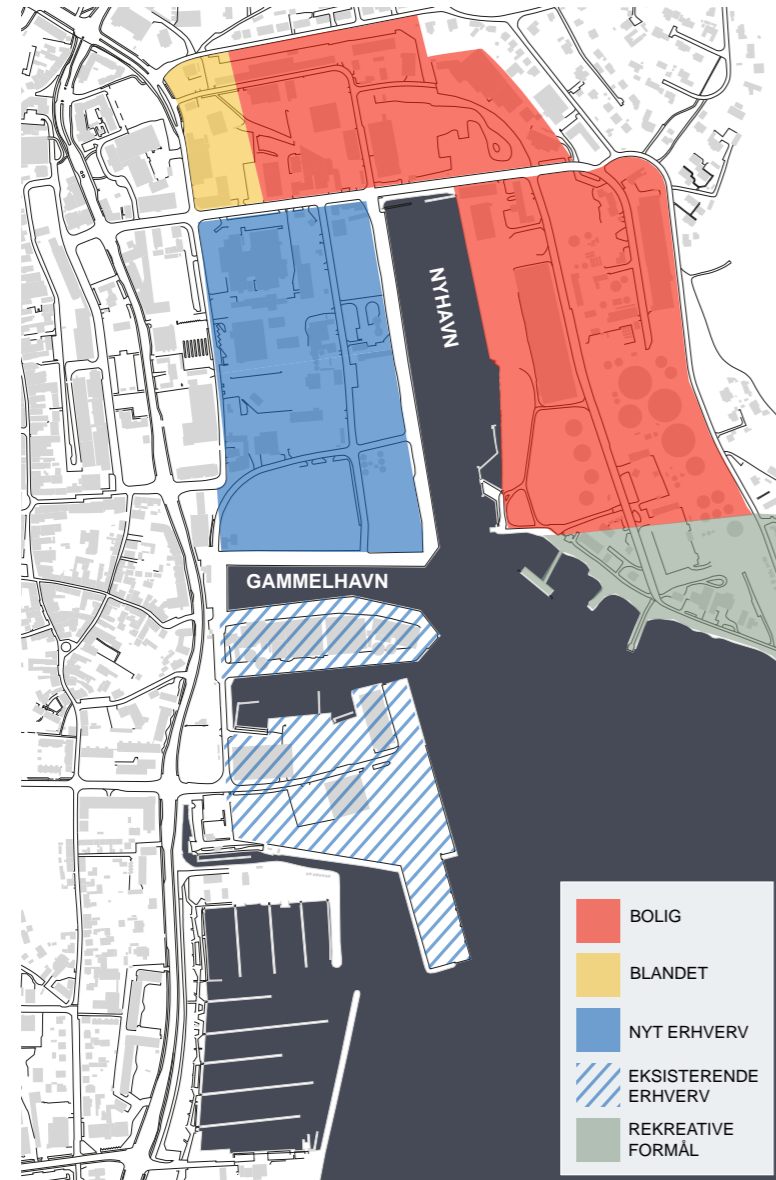 NYHAVN
GAMMELHAVN
BOLIG
BLANDET
NYT ERHVERV
EKSISTERENDE
ERHVERV
REKREATIVE
FORMÅL